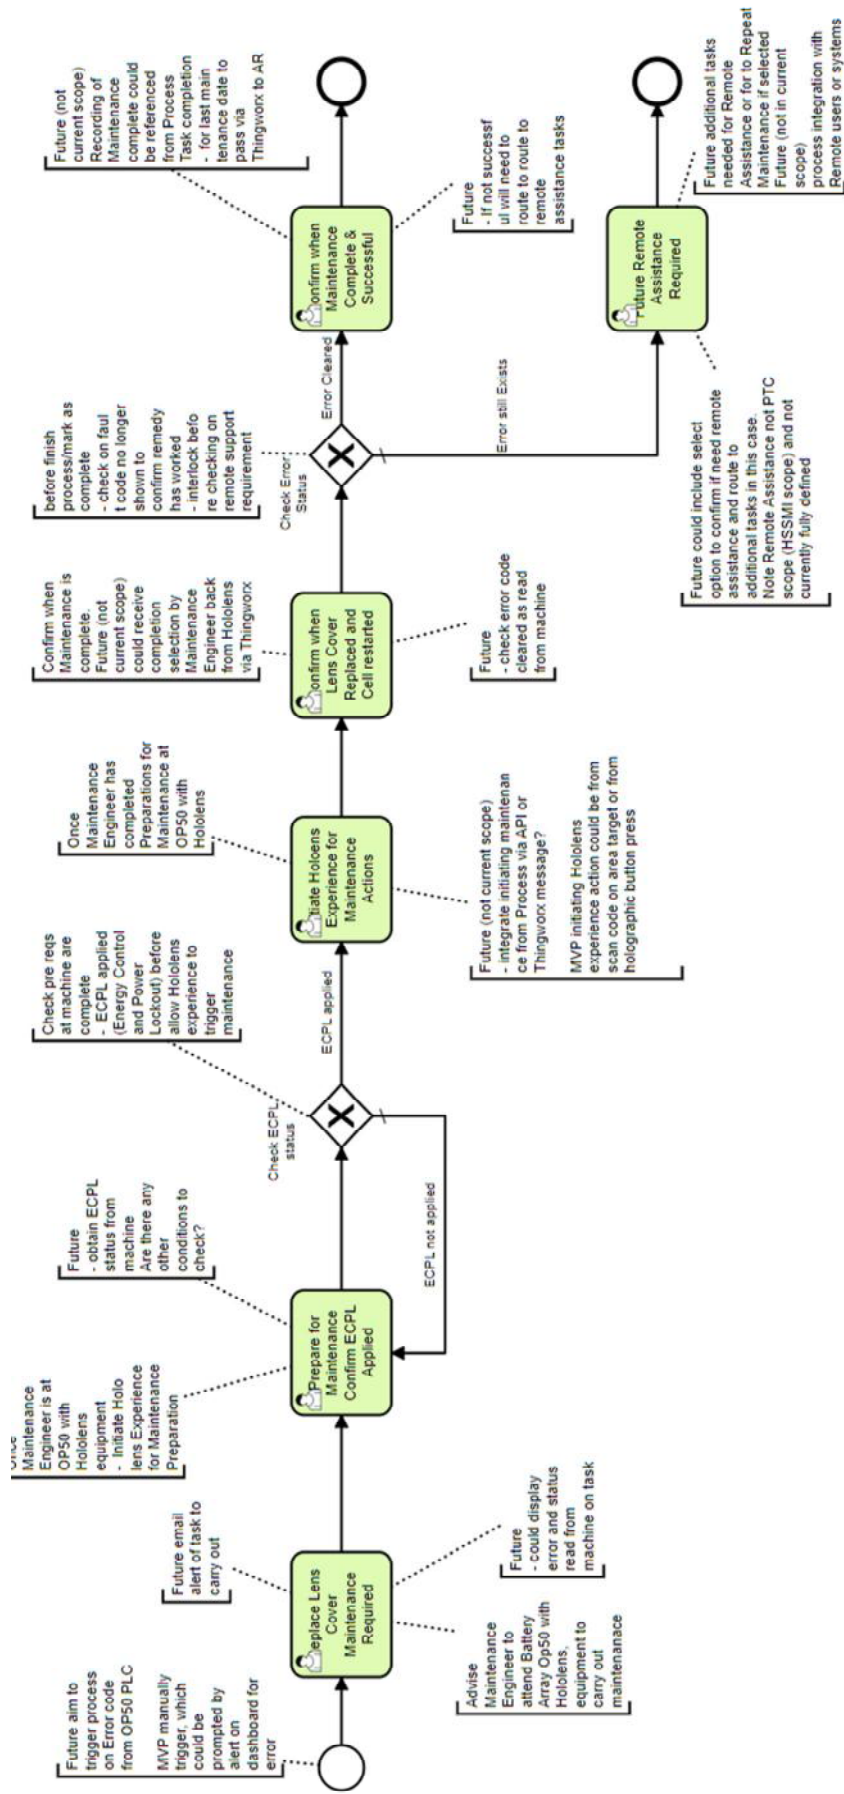 Future aim to
trigger process
on Error code
from OP50 PLC
MVP manually
trigger, which
could be
prompted by
alert on
dashboard for
error
eplace Lens
Cover
Maintenance
Required
Future email
alert of task to
carry out
Advise
Maintenance
Engineer to
attend Battery
Array Op50 with
Hololens,
equipment to
carry out
maintenanace
Future
- could display
error and status
read from
machine on task
Maintenance
Engineer is at
OP50 with
Hololens
equipment
- Initiate Holo
lens Experience
for Maintenance
Preparation
Prepare for
Maintenance
Confirm ECPL
Applied
Future
- obtain ECPL
status from
machine
Are there any
other
conditions to
check?
Check ECPL
status
ECPL not applied
ECPL applied
Check pre reqs
at machine are
complete
- ECPL applied
(Energy Control
and Power
Lockout) before
allow Hololens
experience to
trigger
maintenance
tiate Holoens
Experience for
Maintenance
Actions
Once
Maintenance
Engineer has
completed
Preparations for
Maintenance at
OP50 with
Hololens
Future (not current scope)
- integrate initiating maintenan
ce from Process via API or
Thingworx message?
MVP initiating Hololens
experience action could be from
scan code on area target or from
holographic button press
onfirm when
Lens Cover
Replaced and
Cell restarted
Confirm when
Maintenance is
complete.
Future (not
current scope)
could receive
completion
selection by
Maintenance
Engineer back
from Hololens
via Thingworx
Future
- check error code
cleared as read
from machine
Check Error
Status
before finish
process/mark as
complete
- check on faul
t code no longer
shown to
confirm remedy
has worked
- interlock befo
re checking on
remote support
requirement
Error Cleared
Error still Exists
onfirm when
Maintenance
Complete &
Successful
Future (not
current scope)
Recording of
Maintenance
complete could
be referenced
from Process
Task completion
- for last main
tenance date to
pass via
Thingworx to AR
Future
- If not successf
ul will need to
route to route to
remote
assistance tasks
Future Remote
Assistance
Required
Future could include select
option to confirm if need remote
assistance and route to
additional tasks in this case.
Note Remote Assistance not PTC
scope (HSSMI scope) and not
currently fully defined
Future additional tasks
needed for Remote
Assistance or for to Repeat
Maintenance if selected
Future (not in current
scope)
process integration with
Remote users or systems